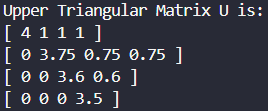 Upper Triangular Matrix U is:
[ 4 1 1 1 ]
[ 0 3.75 0.75 0.75 ]
[ 0 0 3.6 0.6 ]
[ 0 0 0 3.5 ]